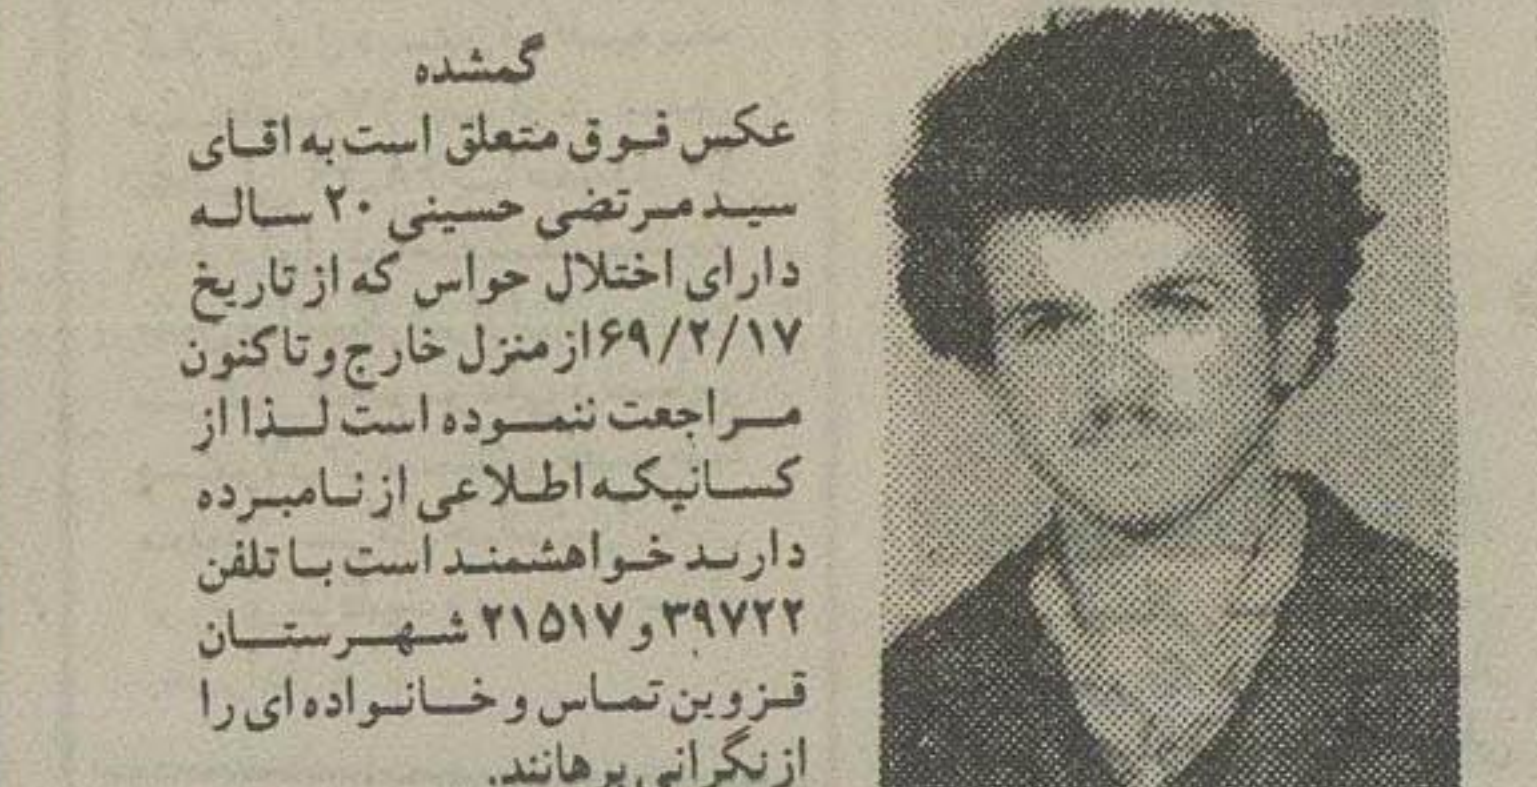 گمشده
عکس فوق متعلق است به اقای
سید مرتضی حسینی ۲۰ ساله
دارای اختلال حواس که از تاریخ
۶۹/۲/۱۷ از منزل خارج و تاکنون
مراجعت ننموده است لذا از
کسانیکه اطلاعی از نامبرده
دارند خواهشمند است با تلفن
۳۹۷۲۲ و ۲۱۵۱۷ شهرستان
قزوین تماس و خانواده ای را
از نگرانی برهانند.